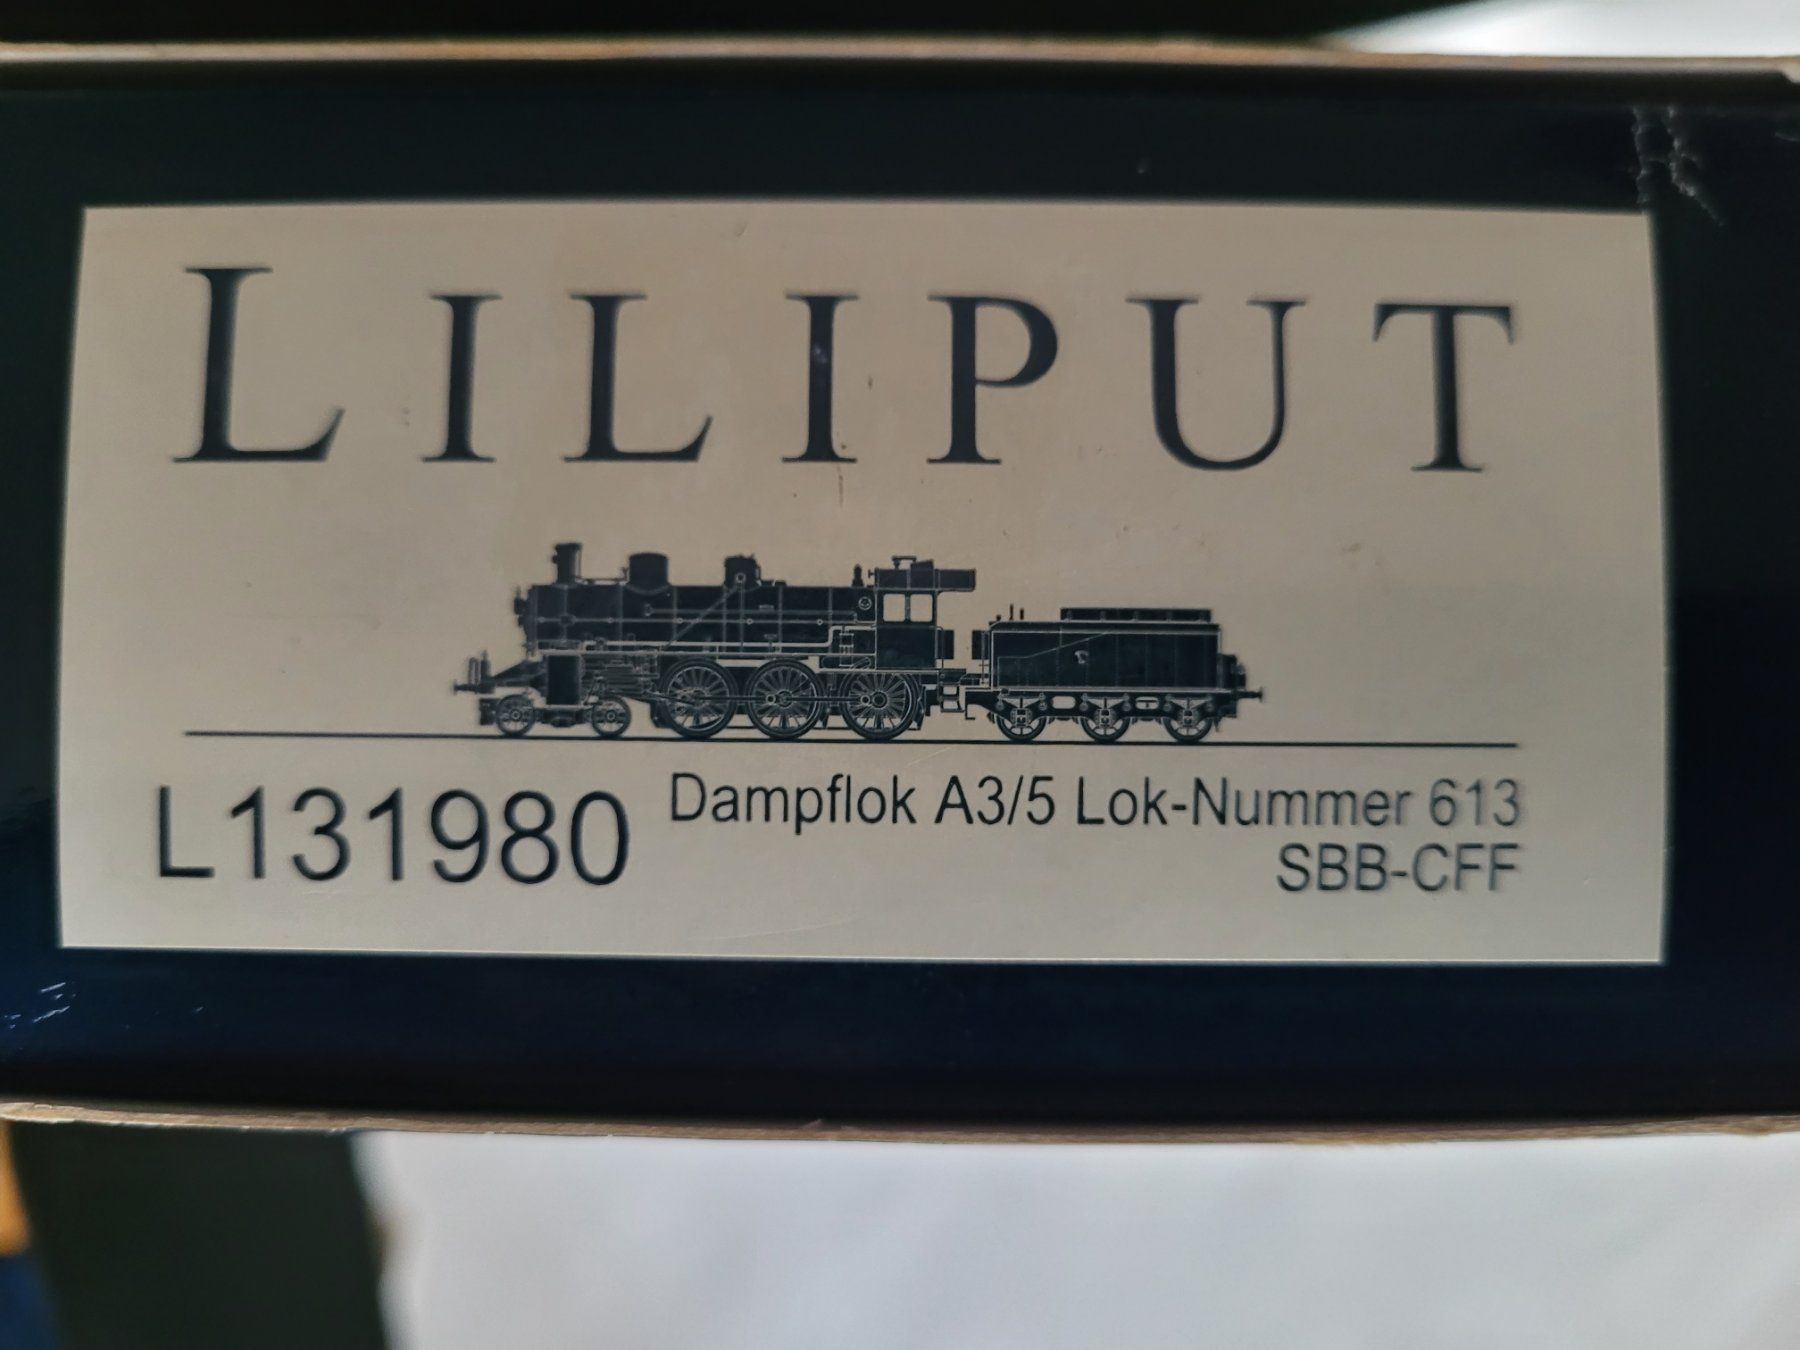 LILIPUT
L131980 Dampflok A3/5 Lok-Nummer 613
SBB-CFF